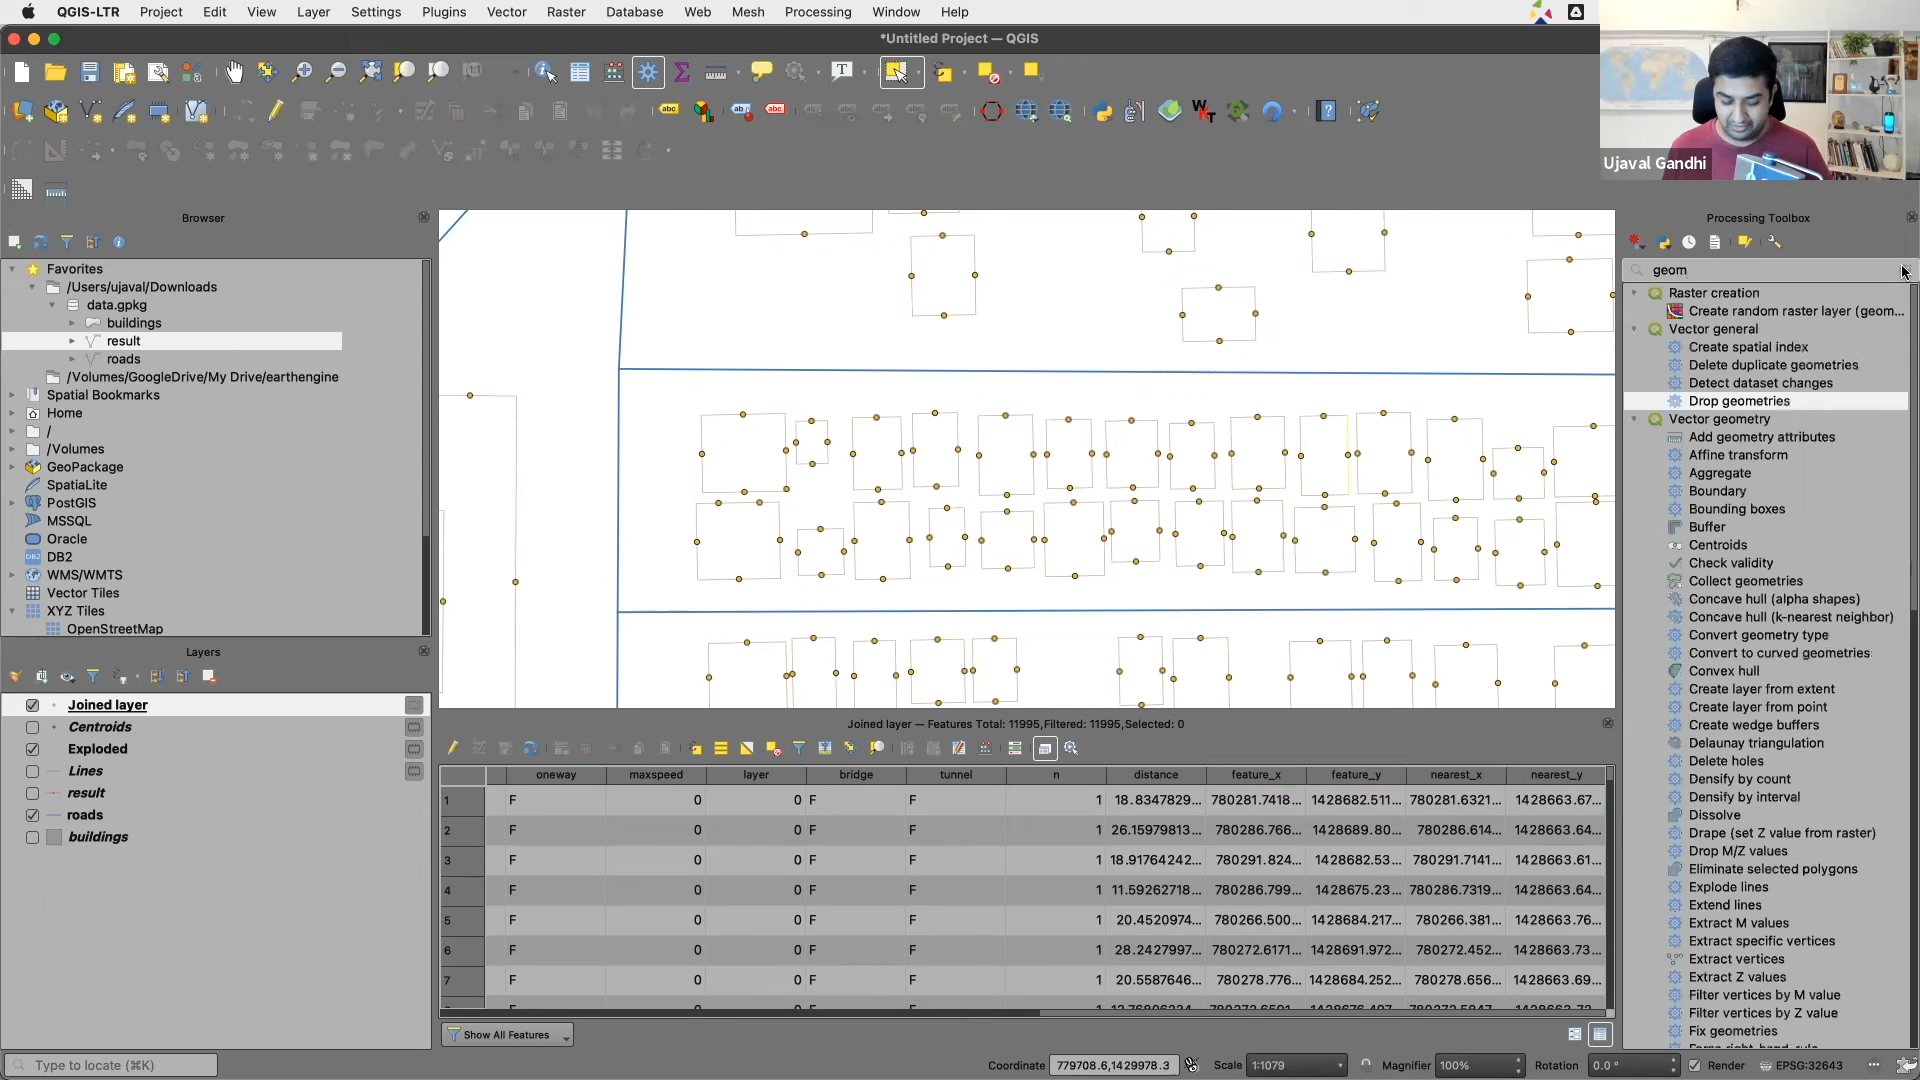 QGIS-LTR Project Edit View Layer Settings Plugins Vector Raster Database Web Mesh Processing Window Help
*Untitled Project — QGIS
Ujaval Gandhi
Browser
Favorites
/Users/ujaval/Downloads
data.gpkg
buildings
result
roads
/Volumes/GoogleDrive/My Drive/earthengine
Spatial Bookmarks
Home
/
/Volumes
GeoPackage
SpatiaLite
PostGIS
MSSQL
Oracle
DB2
WMS/WMTS
Vector Tiles
XYZ Tiles
OpenStreetMap
Layers
Joined layer
Centroids
Exploded
Lines
result
roads
buildings
Joined layer — Features Total: 11995, Filtered: 11995, Selected: 0
oneway maxspeed layer bridge tunnel n distance feature_x feature_y nearest_x nearest_y
1 F 0 0 F F 1 18.8347829... 780281.7418... 1428682.511... 780281.6321... 1428663.67...
2 F 0 0 F F 1 26.15979813... 780286.766... 1428689.80... 780286.614... 1428663.64...
3 F 0 0 F F 1 18.91764242... 780291.824... 1428682.53... 780291.7141... 1428663.61...
4 F 0 0 F F 1 11.59262718... 780286.799... 1428675.23... 780286.7319... 1428663.64...
5 F 0 0 F F 1 20.4520974... 780266.500... 1428684.217... 780266.381... 1428663.76...
6 F 0 0 F F 1 28.2427997... 780272.6171... 1428691.972... 780272.452... 1428663.73...
7 F 0 0 F F 1 20.5587646... 780278.776... 1428684.252... 780278.656... 1428663.69...
Show All Features
Processing Toolbox
geom
Raster creation
Create random raster layer (geom...
Vector general
Create spatial index
Delete duplicate geometries
Detect dataset changes
Drop geometries
Vector geometry
Add geometry attributes
Affine transform
Aggregate
Boundary
Bounding boxes
Buffer
Centroids
Check validity
Collect geometries
Concave hull (alpha shapes)
Concave hull (k-nearest neighbor)
Convert geometry type
Convert to curved geometries
Convex hull
Create layer from extent
Create layer from point
Create wedge buffers
Delaunay triangulation
Delete holes
Densify by count
Densify by interval
Dissolve
Drape (set Z value from raster)
Drop M/Z values
Eliminate selected polygons
Explode lines
Extend lines
Extract M values
Extract specific vertices
Extract vertices
Extract Z values
Filter vertices by M value
Filter vertices by Z value
Fix geometries
Type to locate (⌘K)
Coordinate 779708.6,1429978.3 Scale 1:1079 Magnifier 100% Rotation 0.0 ° Render EPSG:32643